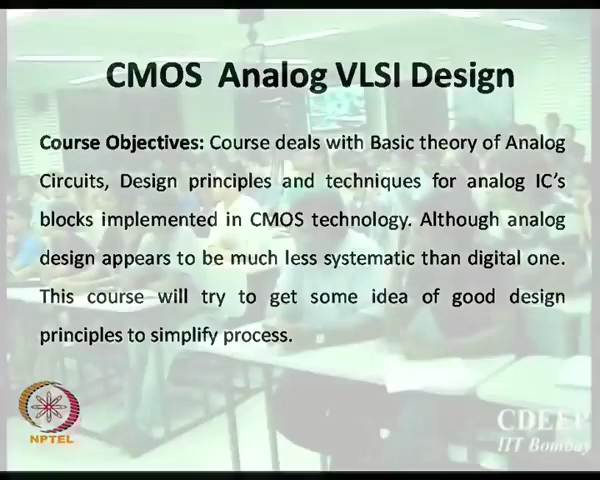 CMOS Analog VLSI Design
Course Objectives: Course deals with Basic theory of Analog
Circuits, Design principles and techniques for analog IC's
blocks implemented in CMOS technology. Although analog
design appears to be much less systematic than digital one.
This course will try to get some idea of good design
principles to simplify process.
NPTEL
CDEEP
IIT Bombay